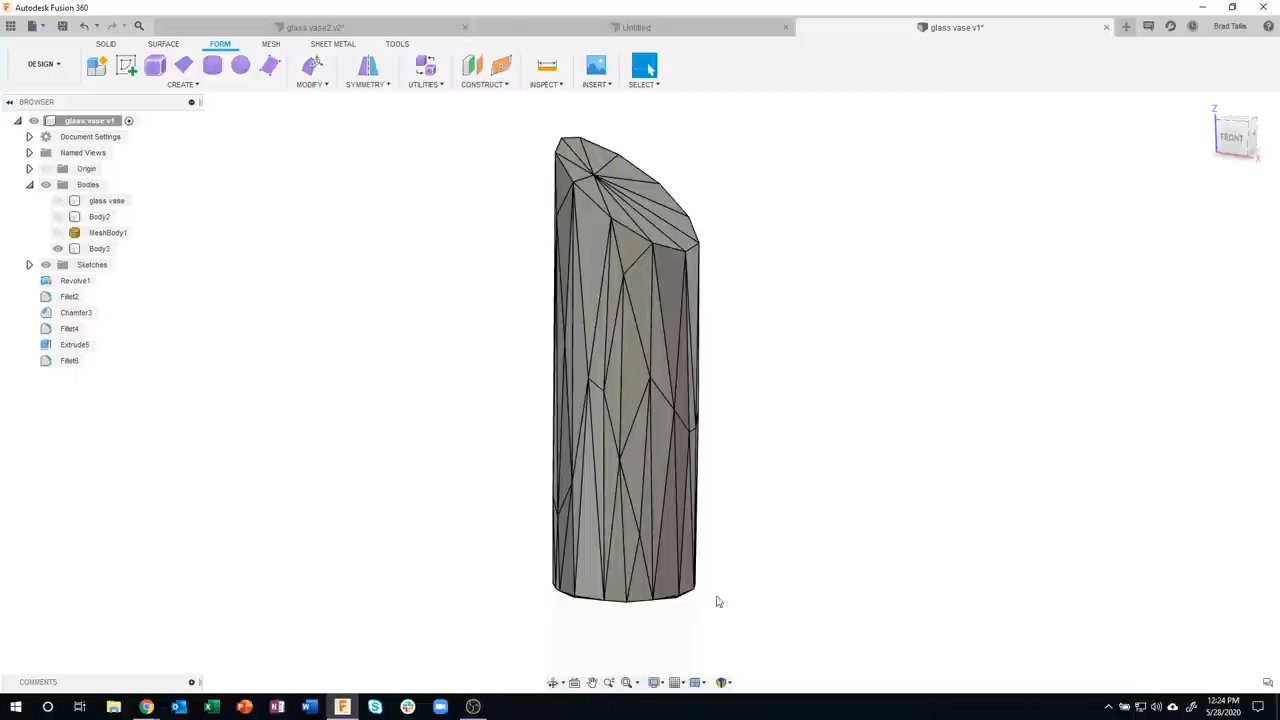 Autodesk Fusion 360
glass vase2 v2*
Untitled
glass vase v1*
Brad Tallis
SOLID
SURFACE
FORM
MESH
SHEET METAL
TOOLS
DESIGN
CREATE
MODIFY
SYMMETRY
UTILITIES
CONSTRUCT
INSPECT
INSERT
SELECT
BROWSER
glass vase v1
Document Settings
Named Views
Origin
Bodies
glass vase
Body2
MeshBody1
Body3
Sketches
Revolve1
Fillet2
Chamfer3
Fillet4
Extrude5
Fillet6
Z
FRONT
X
COMMENTS
12:24 PM
5/28/2020